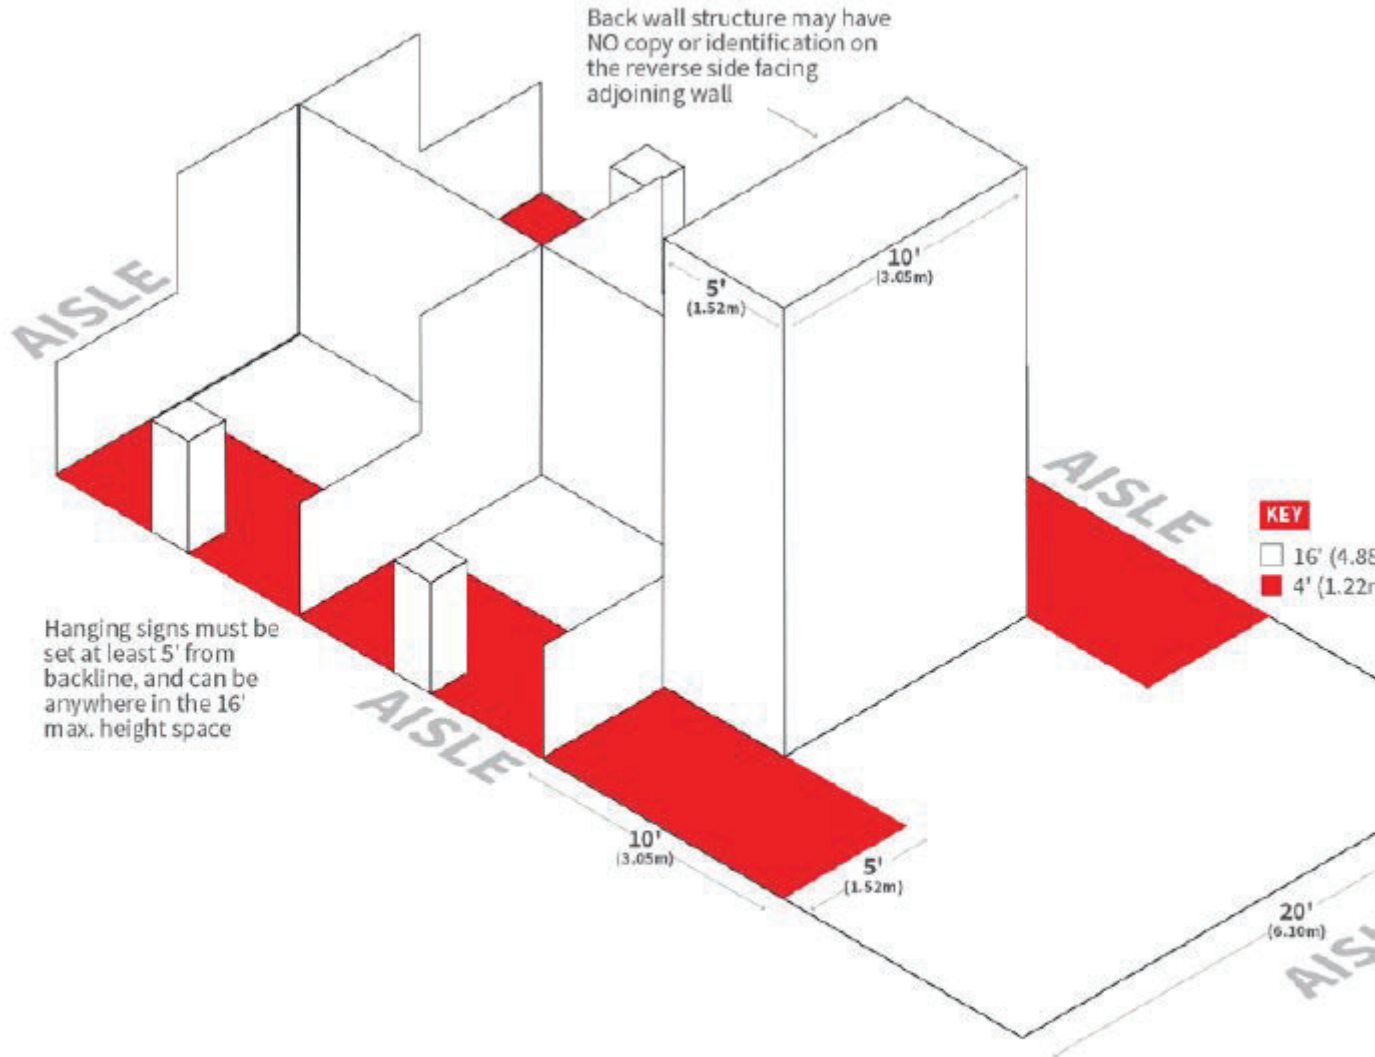 Back wall structure may have
NO copy or identification on
the reverse side facing
adjoining wall
10'
(3.05m)
5'
(1.52m)
AISLE
AISLE
KEY
16' (4.88
4' (1.22m
Hanging signs must be
set at least 5' from
backline, and can be
anywhere in the 16'
max. height space
AISLE
10'
(3.05m)
5'
(1.52m)
20'
(6.10m)
AISL